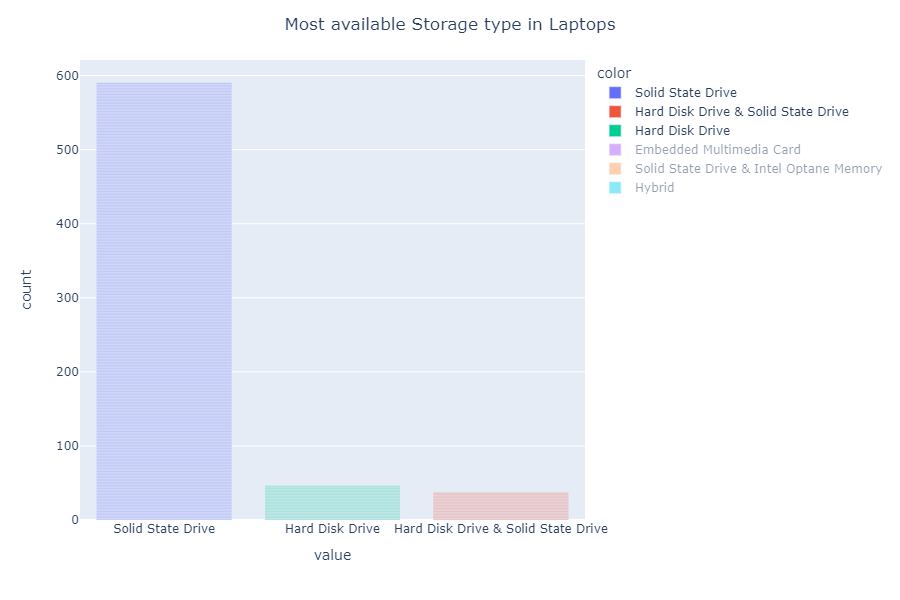 Most available Storage type in Laptops
color
Solid State Drive
Hard Disk Drive & Solid State Drive
Hard Disk Drive
Embedded Multimedia Card
Solid State Drive & Intel Optane Memory
Hybrid
600
500
400
300
200
100
0
count
Solid State Drive
Hard Disk Drive
Hard Disk Drive & Solid State Drive
value